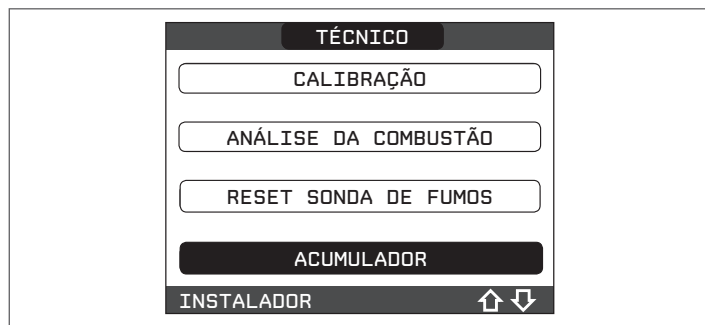 TÉCNICO
CALIBRAÇÃO
ANÁLISE DA COMBUSTÃO
RESET SONDA DE FUMOS
ACUMULADOR
INSTALADOR